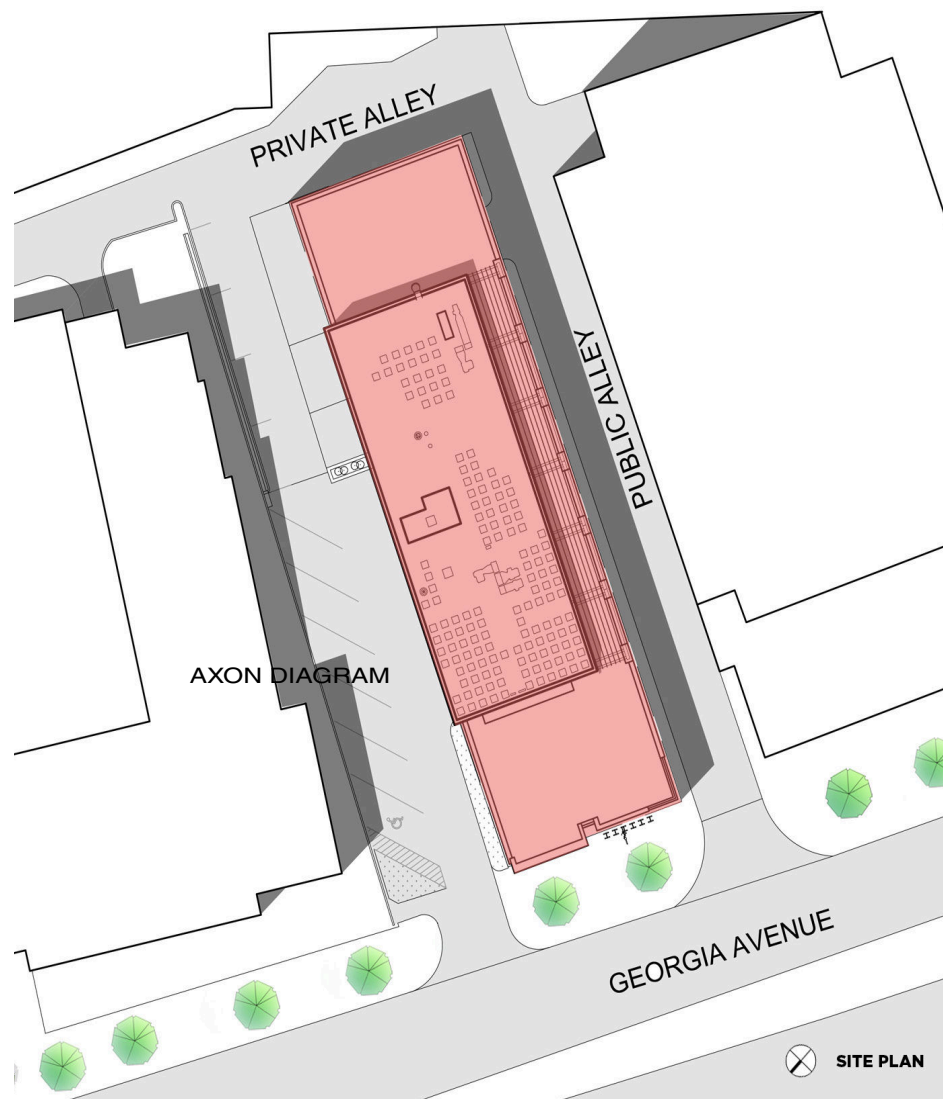 PRIVATE ALLEY
PUBLIC ALLEY
AXON DIAGRAM
GEORGIA AVENUE
SITE PLAN